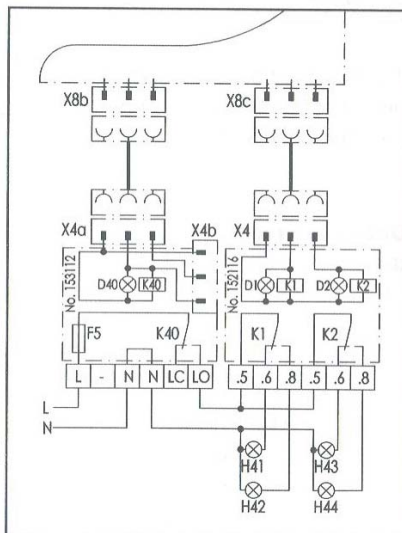 X8b X8c
X4a X4b X4
No. 153112 D40 K40 No. 152116 D1 K1 D2 K2
F5 K40 K1 K2
L - N N LC LO .5 .6 .8 .5 .6 .8
L
N
H41 H43
H42 H44